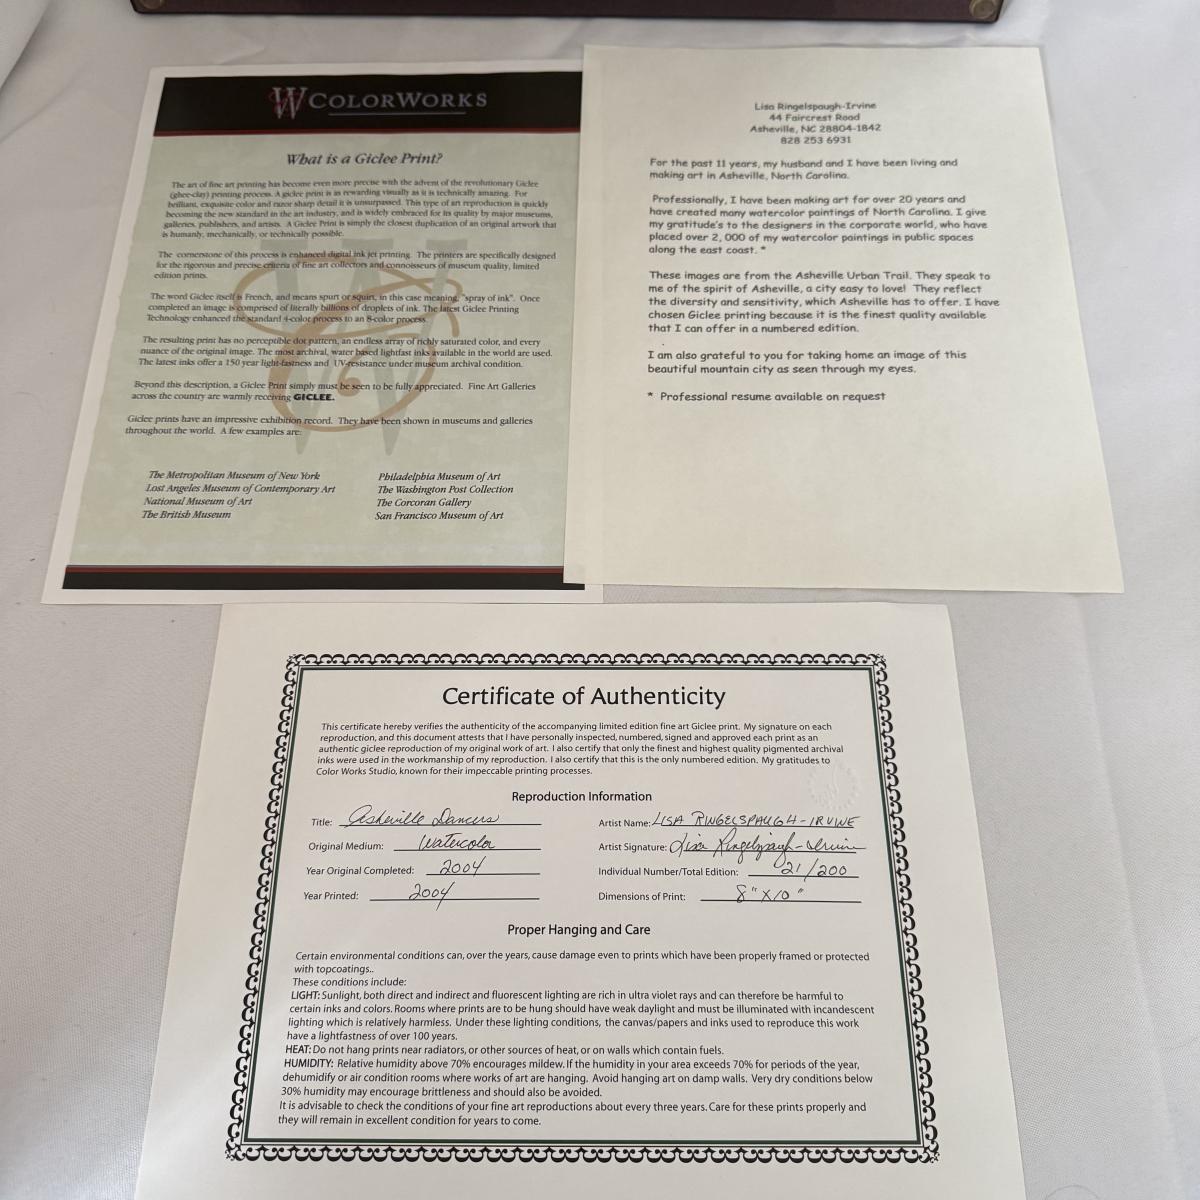 W COLORWORKS
What is a Giclee Print?
The art of fine art printing has become even more precise with the advent of the revolutionary Giclee
(ghee-clay) printing process. A giclee print is as rewarding visually as it is technically amazing. For
brilliant, exquisite color and razor sharp detail it is unsurpassed. This type of art reproduction is quickly
becoming the new standard in the art industry, and is widely embraced for its quality by major museums,
galleries, publishers, and artists. A Giclee Print is simply the closest duplication of an original artwork that
is humanly, mechanically, or technically possible.
The cornerstone of this process is enhanced digital ink jet printing. The printers are specifically designed
for the rigorous and precise criteria of fine art collectors and connoisseurs of museum quality, limited
edition prints.
The word Giclee itself is French, and means spurt or squirt, in this case meaning, "spray of ink". Once
completed an image is comprised of literally billions of droplets of ink. The latest Giclee Printing
Technology enhanced the standard 4-color process to an 8-color process.
The resulting print has no perceptible dot pattern, an endless array of richly saturated color, and every
nuance of the original image. The most archival, water based lightfast inks available in the world are used.
The latest inks offer a 150 year light-fastness and UV-resistance under museum archival condition.
Beyond this description, a Giclee Print simply must be seen to be fully appreciated. Fine Art Galleries
across the country are warmly receiving GICLEE.
Giclee prints have an impressive exhibition record. They have been shown in museums and galleries
throughout the world. A few examples are:
The Metropolitan Museum of New York
Lost Angeles Museum of Contemporary Art
National Museum of Art
The British Museum
Philadelphia Museum of Art
The Washington Post Collection
The Corcoran Gallery
San Francisco Museum of Art
Lisa Ringelspaugh-Irvine
44 Faircrest Road
Asheville, NC 28804-1842
828 253 6931
For the past 11 years, my husband and I have been living and
making art in Asheville, North Carolina.
Professionally, I have been making art for over 20 years and
have created many watercolor paintings of North Carolina. I give
my gratitude's to the designers in the corporate world, who have
placed over 2, 000 of my watercolor paintings in public spaces
along the east coast. *
These images are from the Asheville Urban Trail. They speak to
me of the spirit of Asheville, a city easy to love! They reflect
the diversity and sensitivity, which Asheville has to offer. I have
chosen Giclee printing because it is the finest quality available
that I can offer in a numbered edition.
I am also grateful to you for taking home an image of this
beautiful mountain city as seen through my eyes.
* Professional resume available on request
Certificate of Authenticity
This certificate hereby verifies the authenticity of the accompanying limited edition fine art Giclee print. My signature on each
reproduction, and this document attests that I have personally inspected, numbered, signed and approved each print as an
authentic giclee reproduction of my original work of art. I also certify that only the finest and highest quality pigmented archival
inks were used in the workmanship of my reproduction. I also certify that this is the only numbered edition. My gratitudes to
Color Works Studio, known for their impeccable printing processes.
Reproduction Information
Title: Asheville Dancers
Original Medium: Watercolor
Year Original Completed: 2004
Year Printed: 2004
Artist Name: LISA RINGELSPAUGH-IRVINE
Artist Signature: Lisa Ringelspaugh-Irvine
Individual Number/Total Edition: 21/200
Dimensions of Print: 8" X 10"
Proper Hanging and Care
Certain environmental conditions can, over the years, cause damage even to prints which have been properly framed or protected
with topcoatings..
These conditions include:
LIGHT: Sunlight, both direct and indirect and fluorescent lighting are rich in ultra violet rays and can therefore be harmful to
certain inks and colors. Rooms where prints are to be hung should have weak daylight and must be illuminated with incandescent
lighting which is relatively harmless. Under these lighting conditions, the canvas/papers and inks used to reproduce this work
have a lightfastness of over 100 years.
HEAT: Do not hang prints near radiators, or other sources of heat, or on walls which contain fuels.
HUMIDITY: Relative humidity above 70% encourages mildew. If the humidity in your area exceeds 70% for periods of the year,
dehumidify or air condition rooms where works of art are hanging. Avoid hanging art on damp walls. Very dry conditions below
30% humidity may encourage brittleness and should also be avoided.
It is advisable to check the conditions of your fine art reproductions about every three years. Care for these prints properly and
they will remain in excellent condition for years to come.